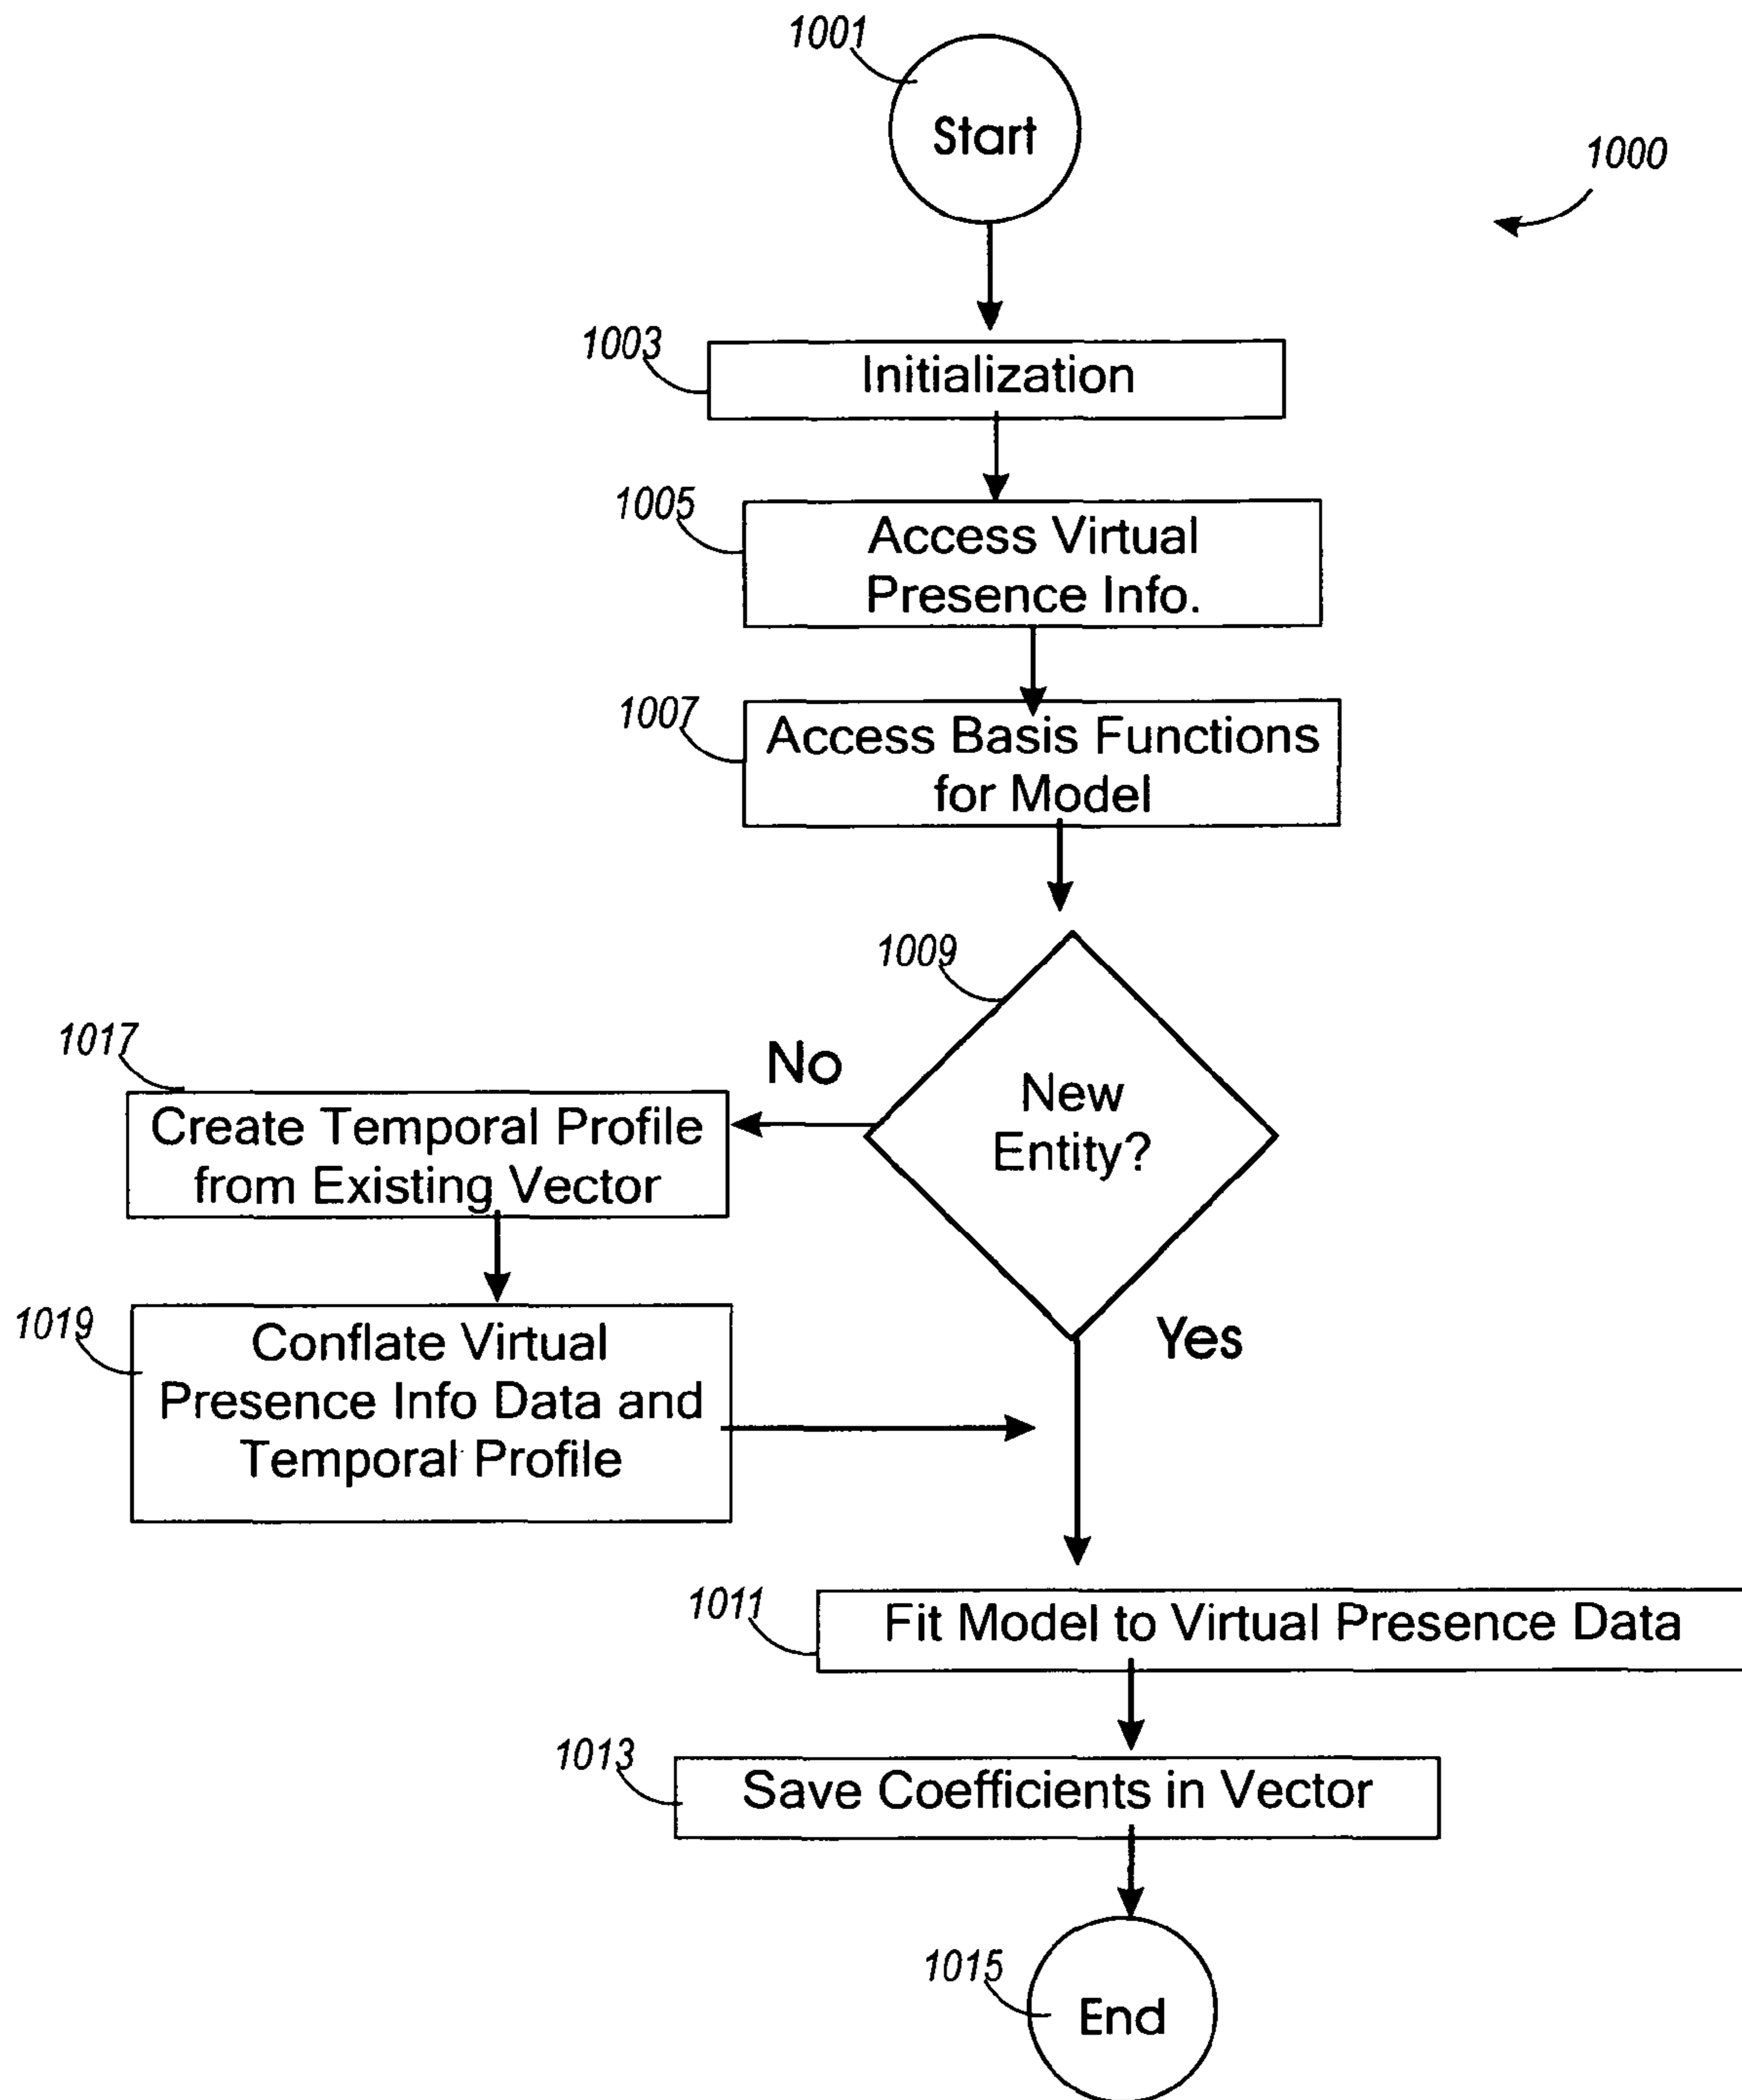 1001
Start
1000
1003
Initialization
1005
Access Virtual
Presence Info.
1007
Access Basis Functions
for Model
1009
New
Entity?
No
1017
Create Temporal Profile
from Existing Vector
1019
Conflate Virtual
Presence Info Data and
Temporal Profile
Yes
1011
Fit Model to Virtual Presence Data
1013
Save Coefficients in Vector
1015
End